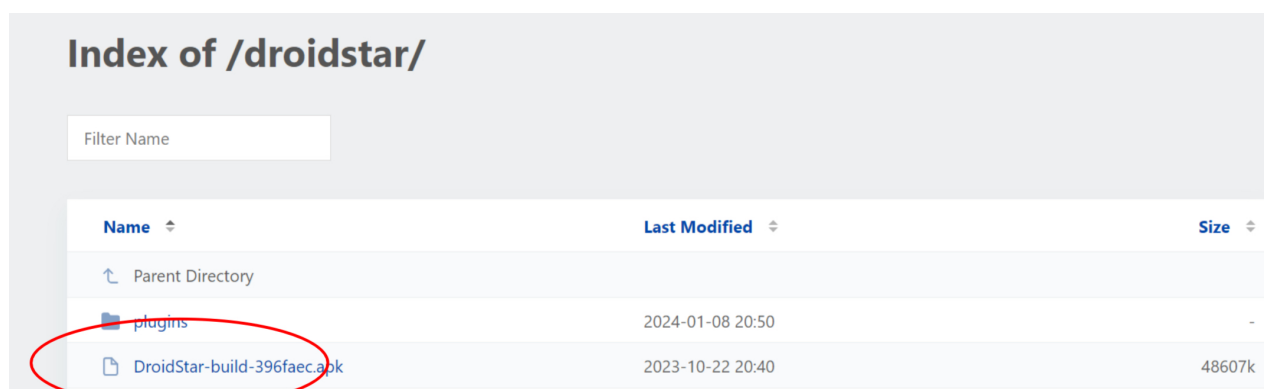 Index of /droidstar/
Filter Name
Name Last Modified Size
Parent Directory
plugins 2024-01-08 20:50 -
DroidStar-build-396faec.apk 2023-10-22 20:40 48607k